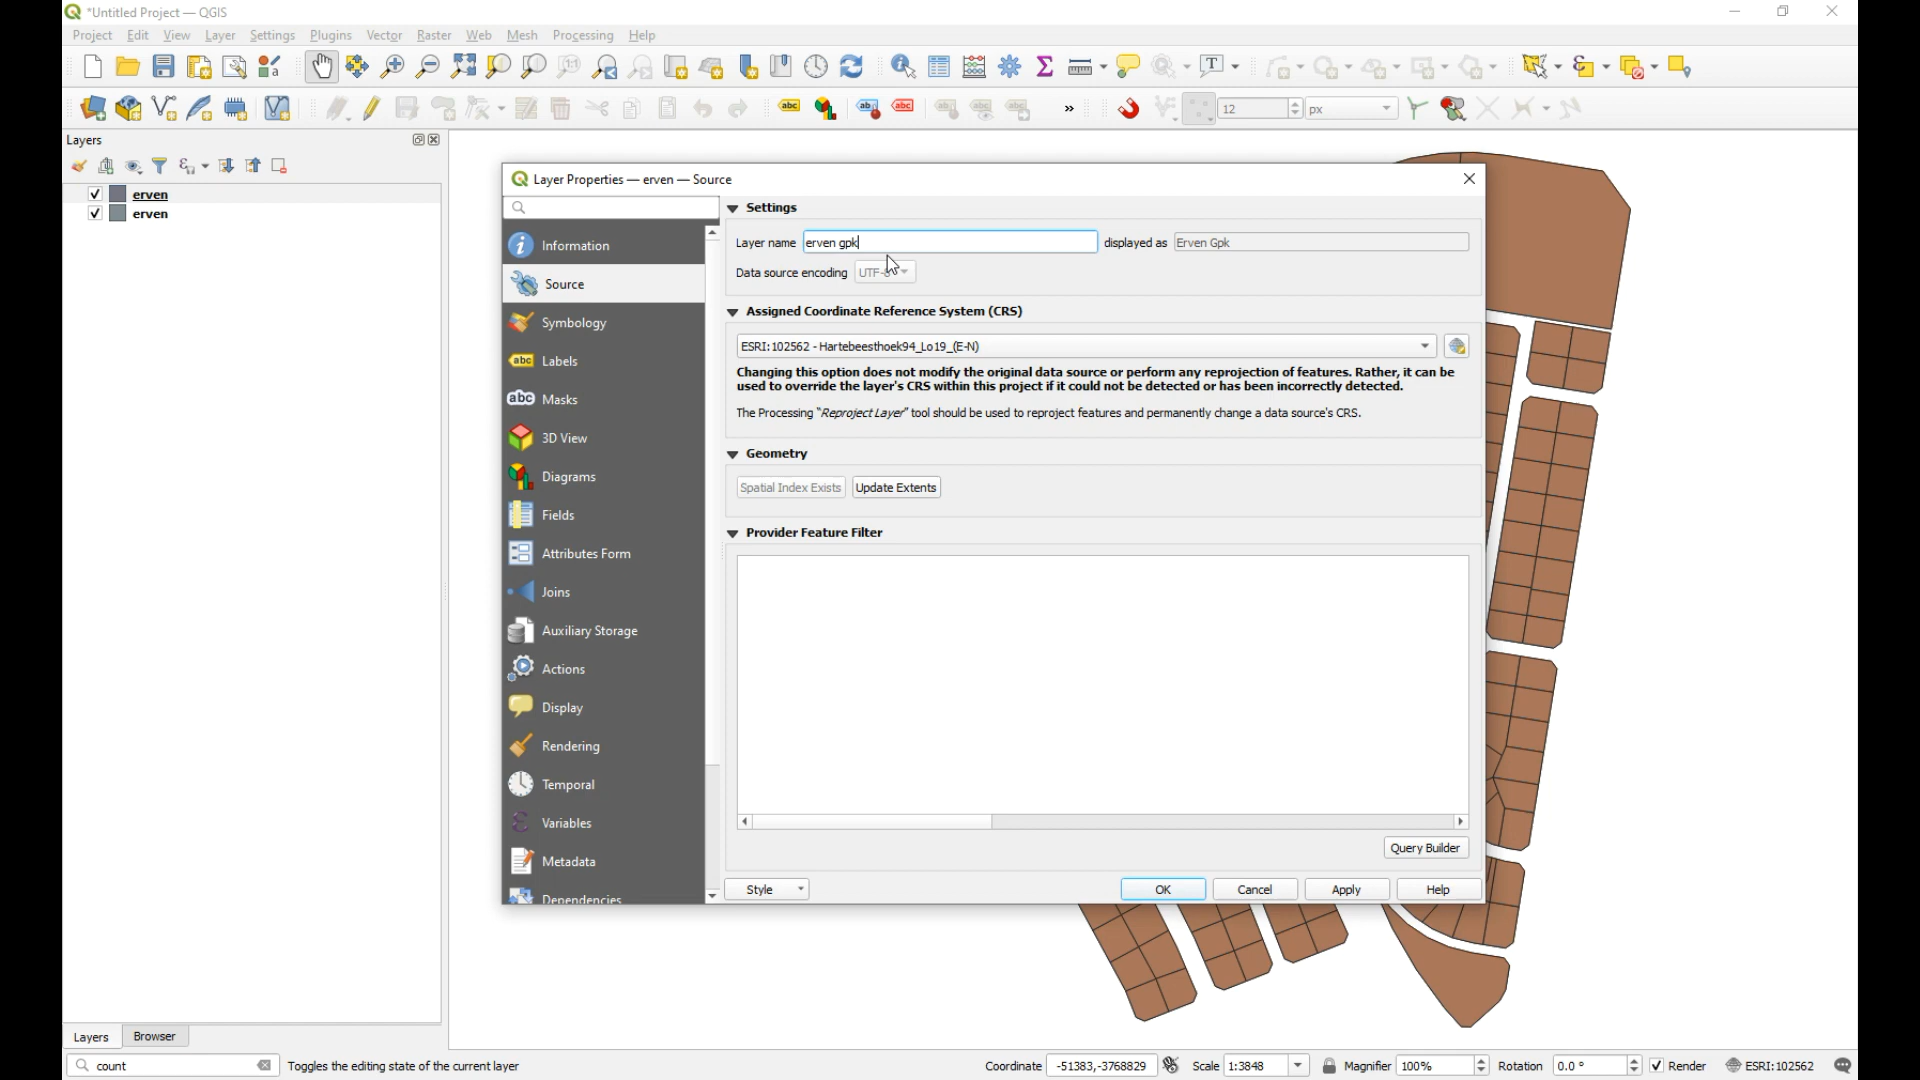 *Untitled Project — QGIS
Project Edit View Layer Settings Plugins Vector Raster Web Mesh Processing Help
12 px
Layers
erven
erven
Layer Properties — erven — Source
Information
Source
Symbology
Labels
Masks
3D View
Diagrams
Fields
Attributes Form
Joins
Auxiliary Storage
Actions
Display
Rendering
Temporal
Variables
Metadata
Dependencies
Settings
Layer name erven gpk displayed as Erven Gpk
Data source encoding
Assigned Coordinate Reference System (CRS)
ESRI:102562 - Hartebeesthoek94_Lo19_(E-N)
Changing this option does not modify the original data source or perform any reprojection of features. Rather, it can be
used to override the layer's CRS within this project if it could not be detected or has been incorrectly detected.
The Processing "Reproject Layer" tool should be used to reproject features and permanently change a data source's CRS.
Geometry
Spatial Index Exists Update Extents
Provider Feature Filter
Query Builder
Style OK Cancel Apply Help
Layers Browser
count Toggles the editing state of the current layer Coordinate -51383,-3768829 Scale 1:3848 Magnifier 100% Rotation 0.0 ° Render ESRI:102562